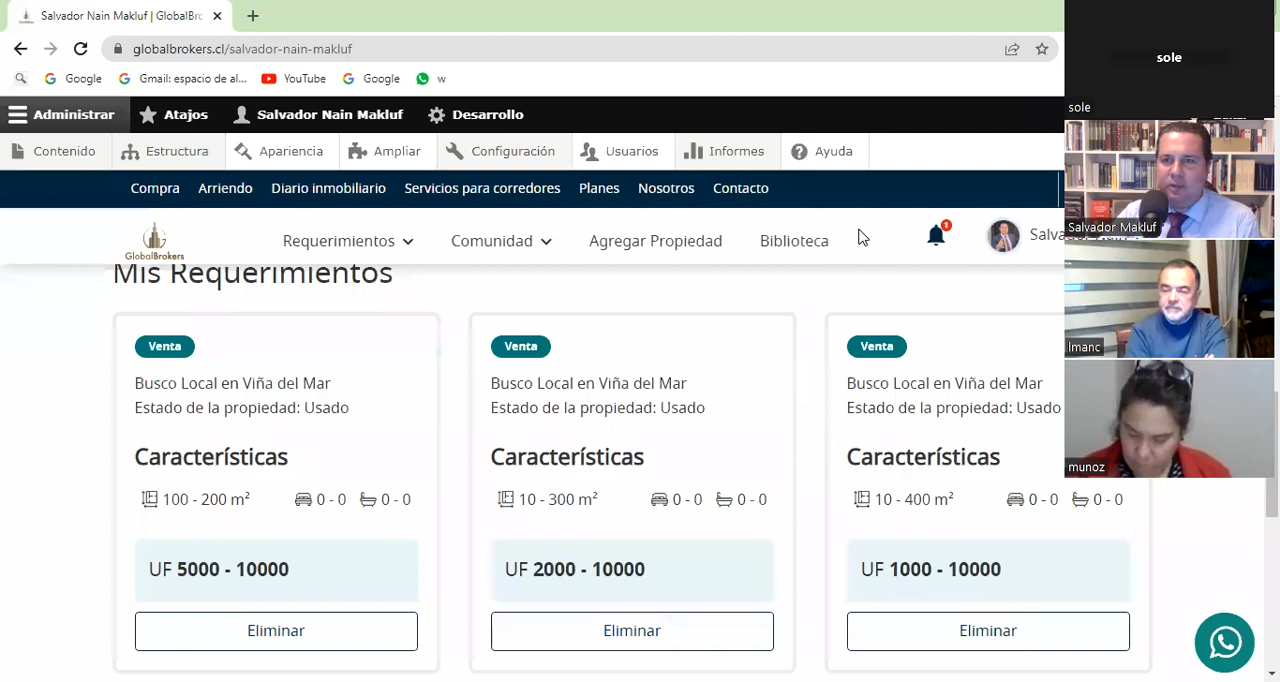 Salvador Nain Makluf | GlobalBrc
globalbrokers.cl/salvador-nain-makluf
Google
Gmail: espacio de al...
YouTube
Google
w
Administrar
Atajos
Salvador Nain Makluf
Desarrollo
Contenido
Estructura
Apariencia
Ampliar
Configuración
Usuarios
Informes
Ayuda
Compra
Arriendo
Diario inmobiliario
Servicios para corredores
Planes
Nosotros
Contacto
GlobalBrokers
Requerimientos
Comunidad
Agregar Propiedad
Biblioteca
1
Mis Requerimientos
Venta
Busco Local en Viña del Mar
Estado de la propiedad: Usado
Características
100 - 200 m²
0 - 0
0 - 0
UF 5000 - 10000
Eliminar
Venta
Busco Local en Viña del Mar
Estado de la propiedad: Usado
Características
10 - 300 m²
0 - 0
0 - 0
UF 2000 - 10000
Eliminar
Venta
Busco Local en Viña del Mar
Estado de la propiedad: Usado
Características
10 - 400 m²
0 - 0
0 - 0
UF 1000 - 10000
Eliminar
sole
sole
Salvador Makluf
lmanc
munoz